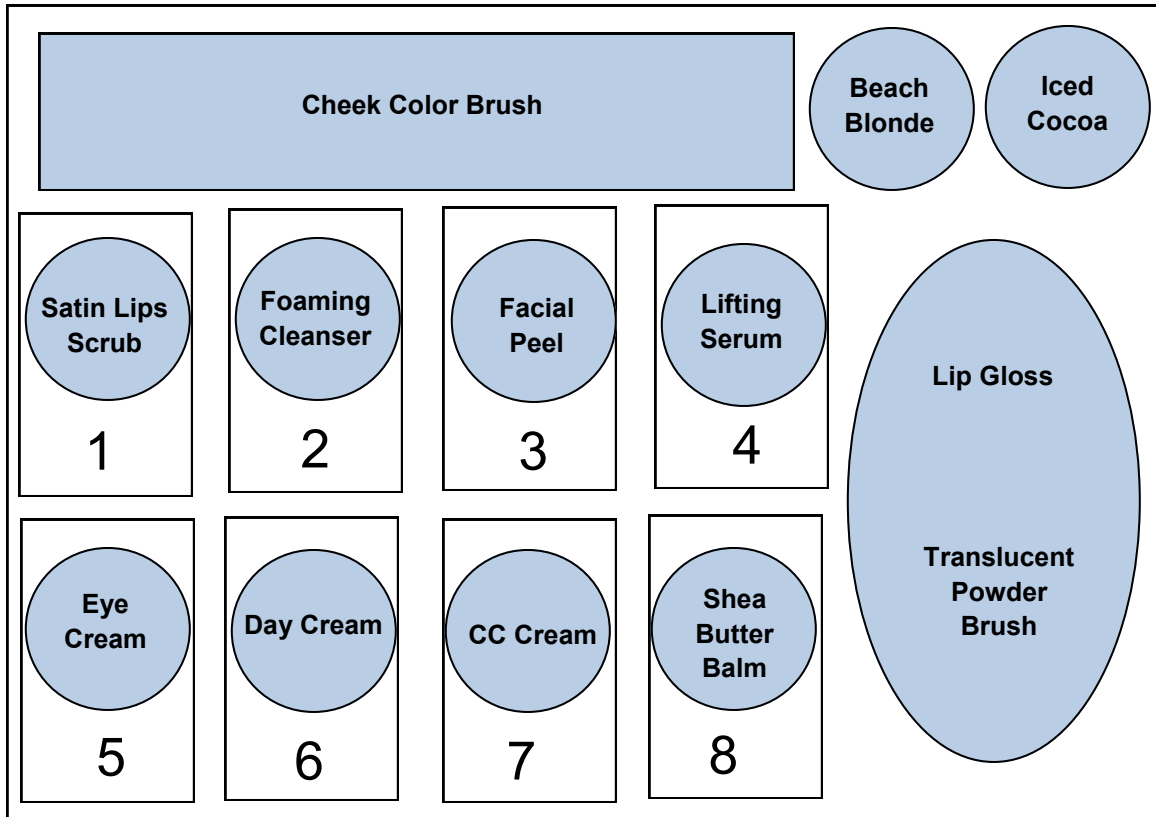 Cheek Color Brush
Beach
Blonde
Iced
Cocoa
Satin Lips
Scrub
1
Foaming
Cleanser
2
Facial
Peel
3
Lifting
Serum
4
Lip Gloss
Translucent
Powder
Brush
Eye
Cream
5
Day Cream
6
CC Cream
7
Shea
Butter
Balm
8